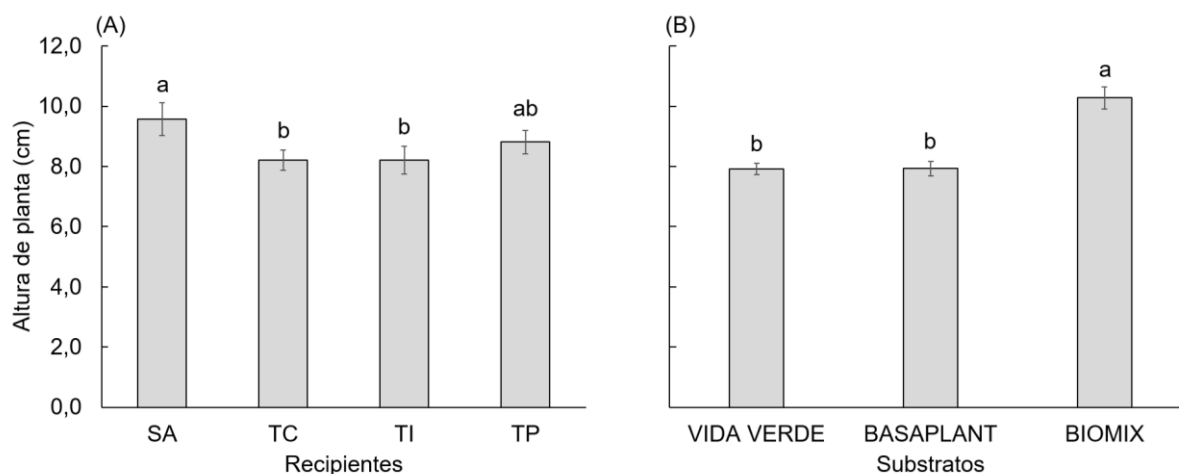 (A)
Altura de planta (cm)
12,0
10,0
8,0
6,0
4,0
2,0
0,0
a
b
b
ab
SA TC TI TP
Recipientes
(B)
b
b
a
VIDA VERDE BASAPLANT BIOMIX
Substratos